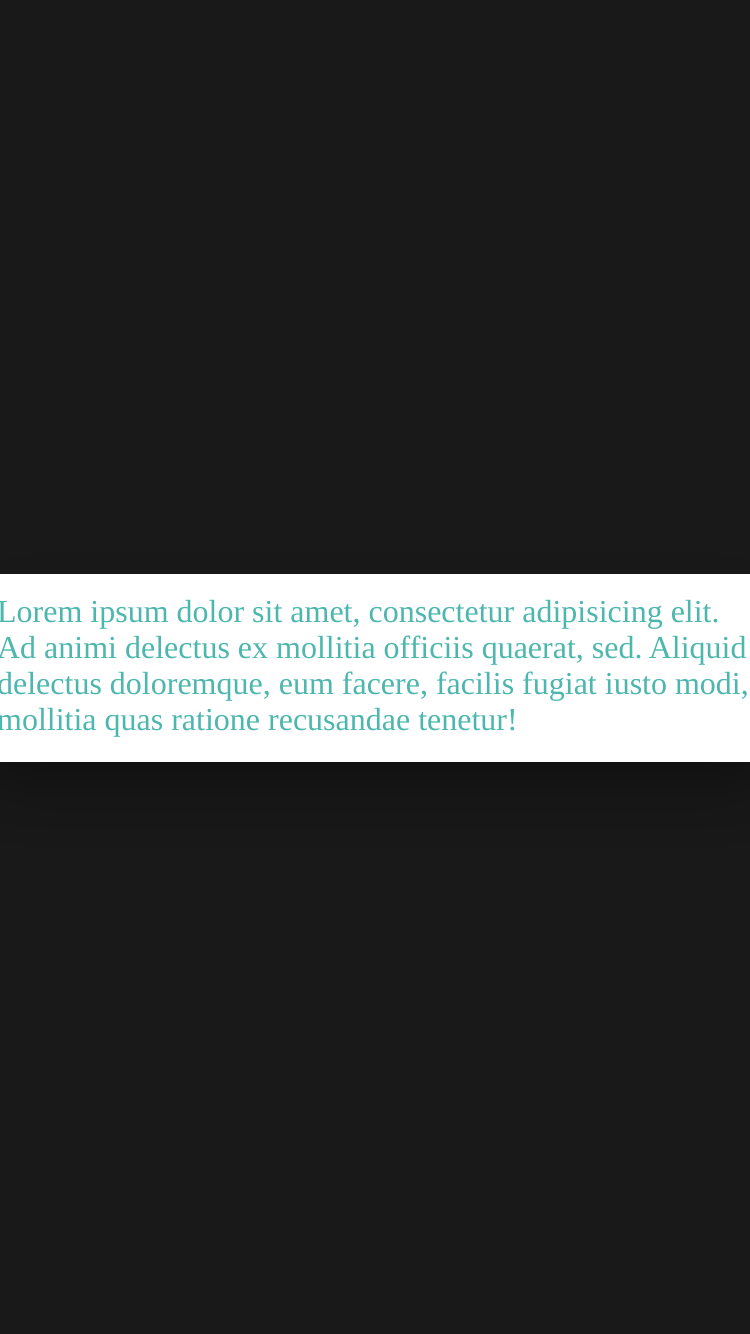 Lorem ipsum dolor sit amet, consectetur adipisicing elit.
Ad animi delectus ex mollitia officiis quaerat, sed. Aliquid
delectus doloremque, eum facere, facilis fugiat iusto modi,
mollitia quas ratione recusandae tenetur!